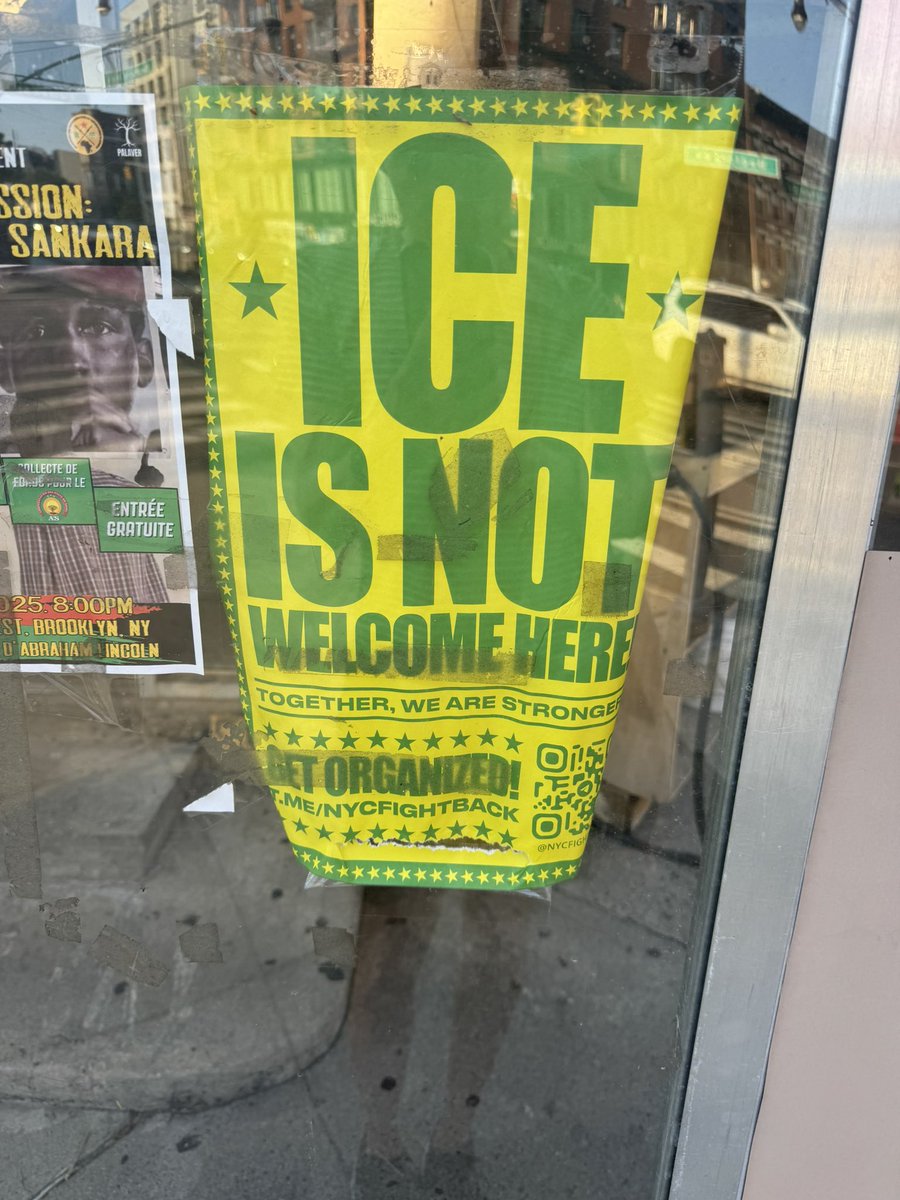 ENT
PALAVER
SSION:
SANKARA
COLLECTE DE
FONDS POUR LE
ENTRÉE
GRATUITE
025, 8:00PM
ST, BROOKLYN, NY
D'ABRAHAM LINCOLN
ICE
IS NOT
WELCOME HERE
TOGETHER, WE ARE STRONGER
GET ORGANIZED!
T.ME/NYCFIGHTBACK
@NYCFIG